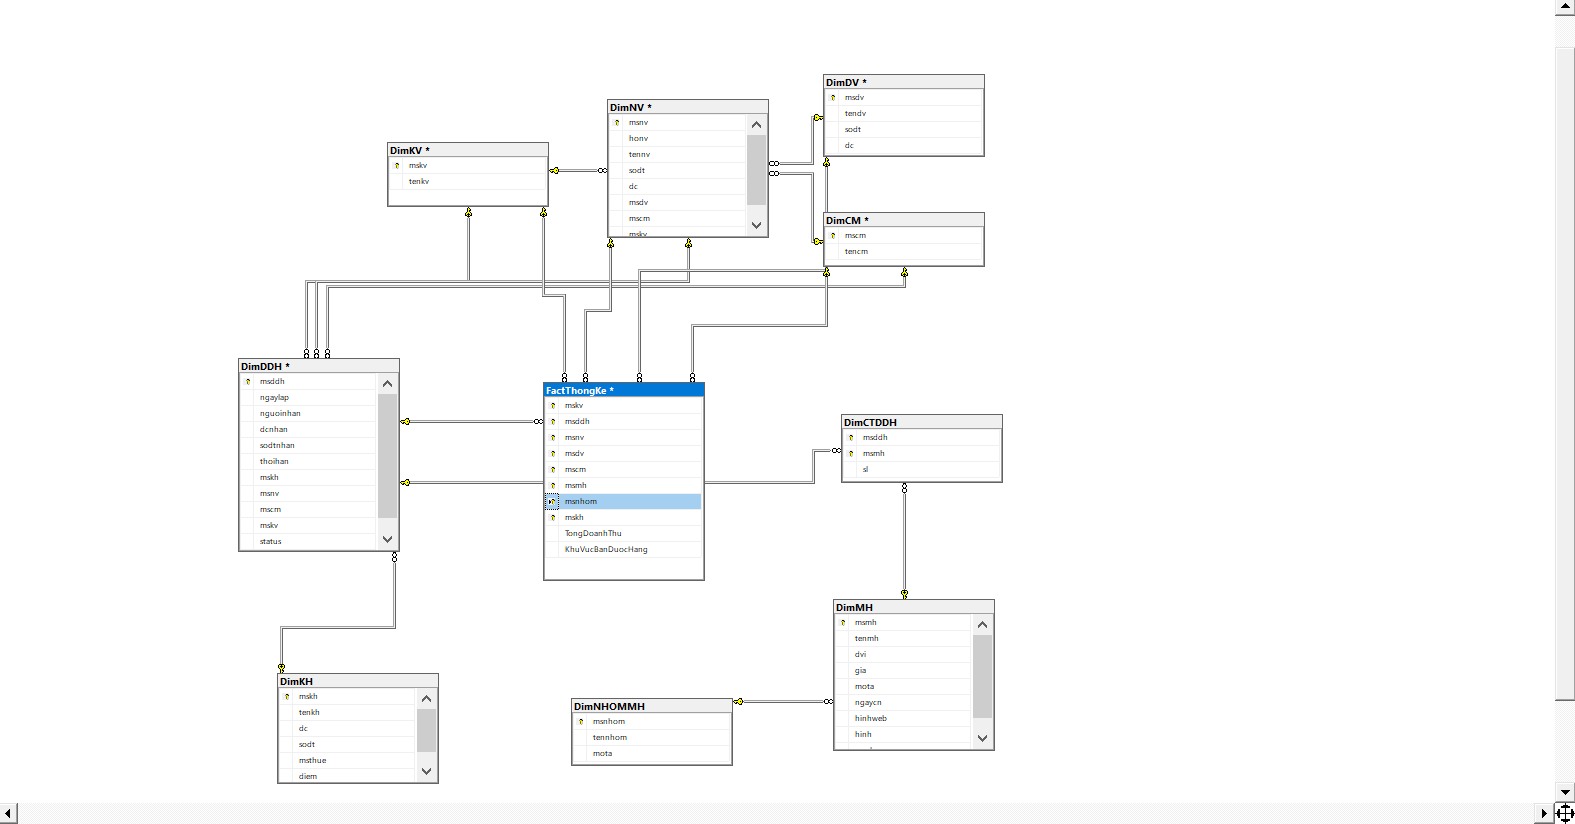 DimDV *
msdv
tendv
sodt
dc
DimNV *
msnv
honv
tennv
sodt
dc
msdv
mscm
mskv
DimKV *
mskv
tenkv
DimCM *
mscm
tencm
DimDDH *
msddh
ngaylap
nguoinhan
dcnhan
sodtnhan
thoihan
mskh
msnv
mscm
mskv
status
FactThongKe *
mskv
msddh
msnv
msdv
mscm
msmh
msnhom
mskh
TongDoanhThu
KhuVucBanDuocHang
DimCTDDH
msddh
msmh
sl
DimMH
msmh
tenmh
dvi
gia
mota
ngaycn
hinhweb
hinh
DimKH
mskh
tenkh
dc
sodt
msthue
diem
DimNHOMMH
msnhom
tennhom
mota